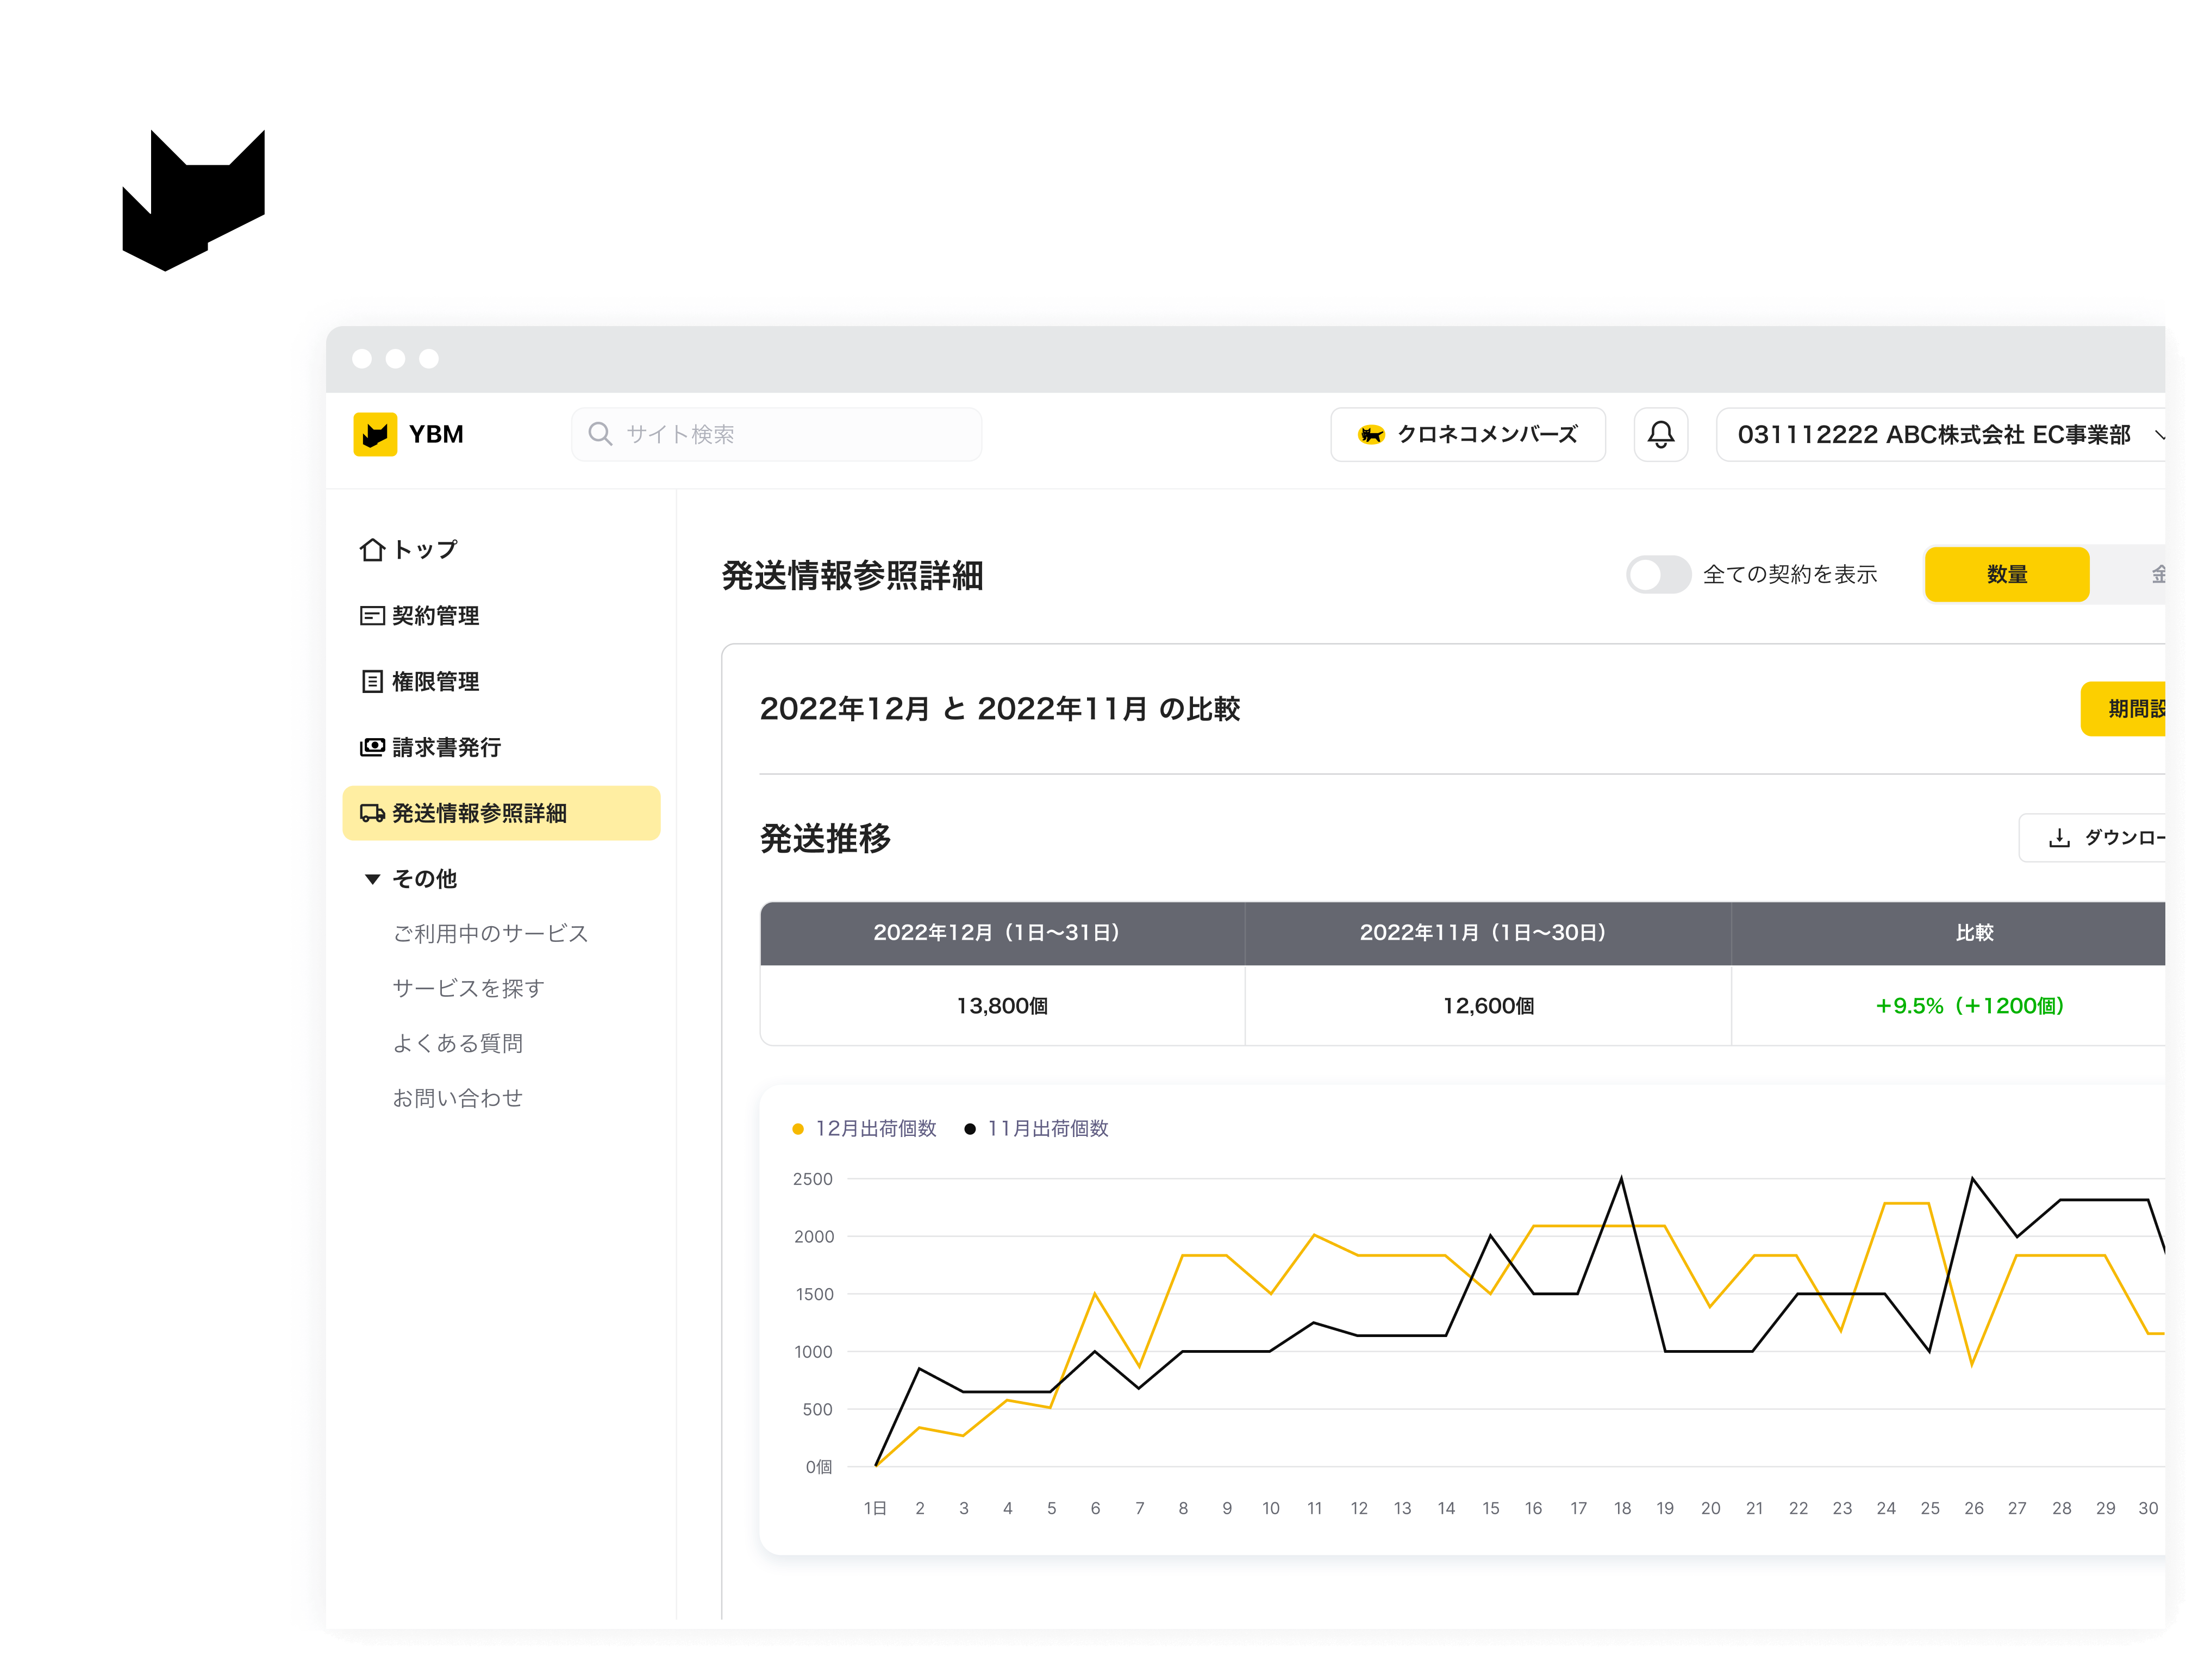 YBM
サイト検索
クロネコメンバーズ
031112222 ABC株式会社 EC事業部
トップ
契約管理
権限管理
請求書発行
発送情報参照詳細
その他
ご利用中のサービス
サービスを探す
よくある質問
お問い合わせ
発送情報参照詳細
全ての契約を表示
数量
2022年12月 と 2022年11月 の比較
期間設
発送推移
ダウンロー
2022年12月（1日〜31日） 2022年11月（1日〜30日） 比較
13,800個 12,600個 +9.5%（+1200個）
12月出荷個数 11月出荷個数
2500
2000
1500
1000
500
0個
1日 2 3 4 5 6 7 8 9 10 11 12 13 14 15 16 17 18 19 20 21 22 23 24 25 26 27 28 29 30